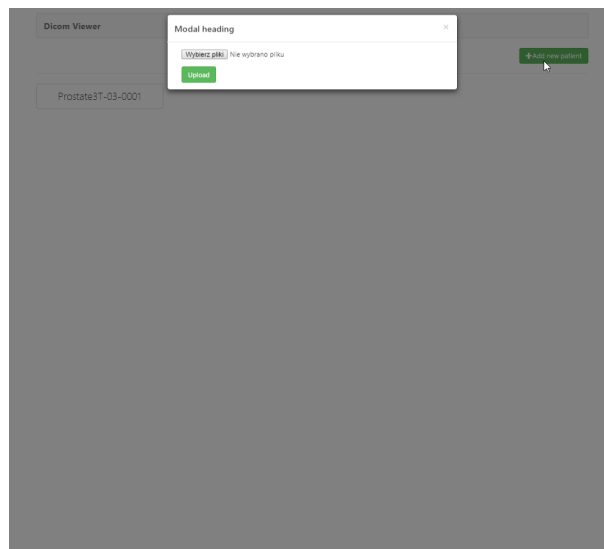 Dicom Viewer
Modal heading ×
Wybierz pliki Nie wybrano pliku
Upload
+Add new patient
Prostate3T-03-0001